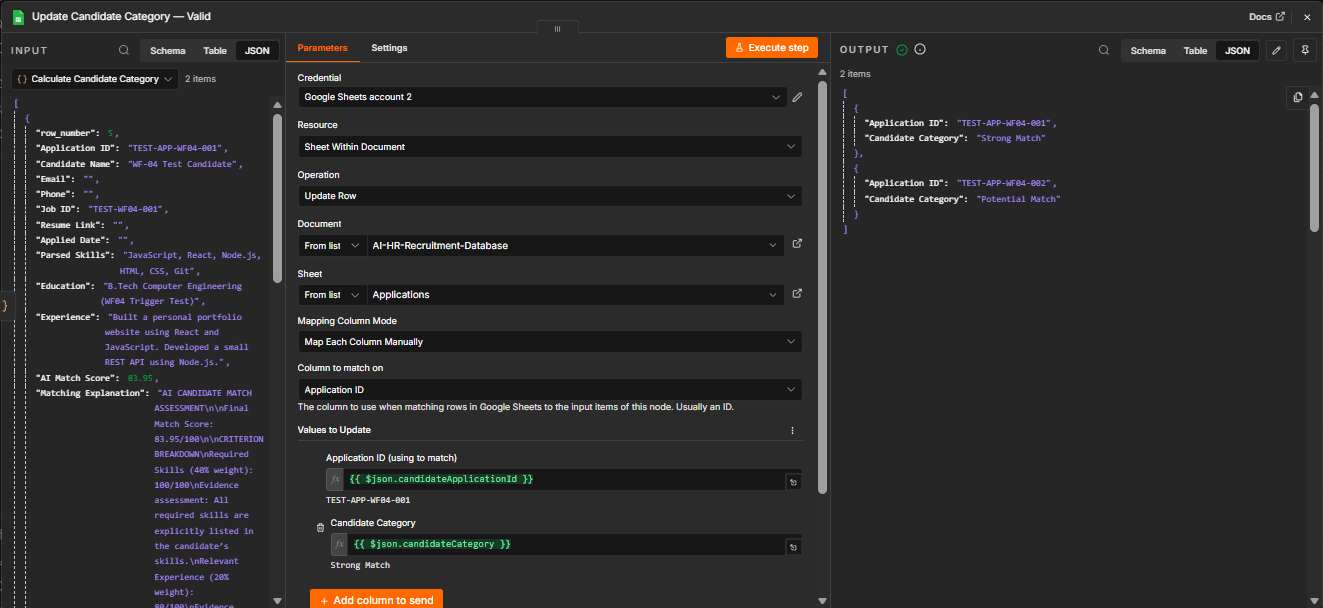 Update Candidate Category — Valid
Docs
INPUT
Schema
Table
JSON
{ } Calculate Candidate Category
2 items
[
{
"row_number": 5,
"Application ID": "TEST-APP-WF04-001",
"Candidate Name": "WF-04 Test Candidate",
"Email": "",
"Phone": "",
"Job ID": "TEST-WF04-001",
"Resume Link": "",
"Applied Date": "",
"Parsed Skills": "JavaScript, React, Node.js,
HTML, CSS, Git",
"Education": "B.Tech Computer Engineering
(WF04 Trigger Test)",
"Experience": "Built a personal portfolio
website using React and
JavaScript. Developed a small
REST API using Node.js.",
"AI Match Score": 83.95,
"Matching Explanation": "AI CANDIDATE MATCH
ASSESSMENT\n\nFinal
Match Score:
83.95/100\n\nCRITERION
BREAKDOWN\nRequired
Skills (40% weight):
100/100\nEvidence
assessment: All
required skills are
explicitly listed in
the candidate's
skills.\nRelevant
Experience (20%
weight):
80/100\nEvidence
Parameters
Settings
Execute step
Credential
Google Sheets account 2
Resource
Sheet Within Document
Operation
Update Row
Document
From list
AI-HR-Recruitment-Database
Sheet
From list
Applications
Mapping Column Mode
Map Each Column Manually
Column to match on
Application ID
The column to use when matching rows in Google Sheets to the input items of this node. Usually an ID.
Values to Update
Application ID (using to match)
fx {{ $json.candidateApplicationId }}
TEST-APP-WF04-001
Candidate Category
fx {{ $json.candidateCategory }}
Strong Match
+ Add column to send
OUTPUT
Schema
Table
JSON
2 items
[
{
"Application ID": "TEST-APP-WF04-001",
"Candidate Category": "Strong Match"
},
{
"Application ID": "TEST-APP-WF04-002",
"Candidate Category": "Potential Match"
}
]